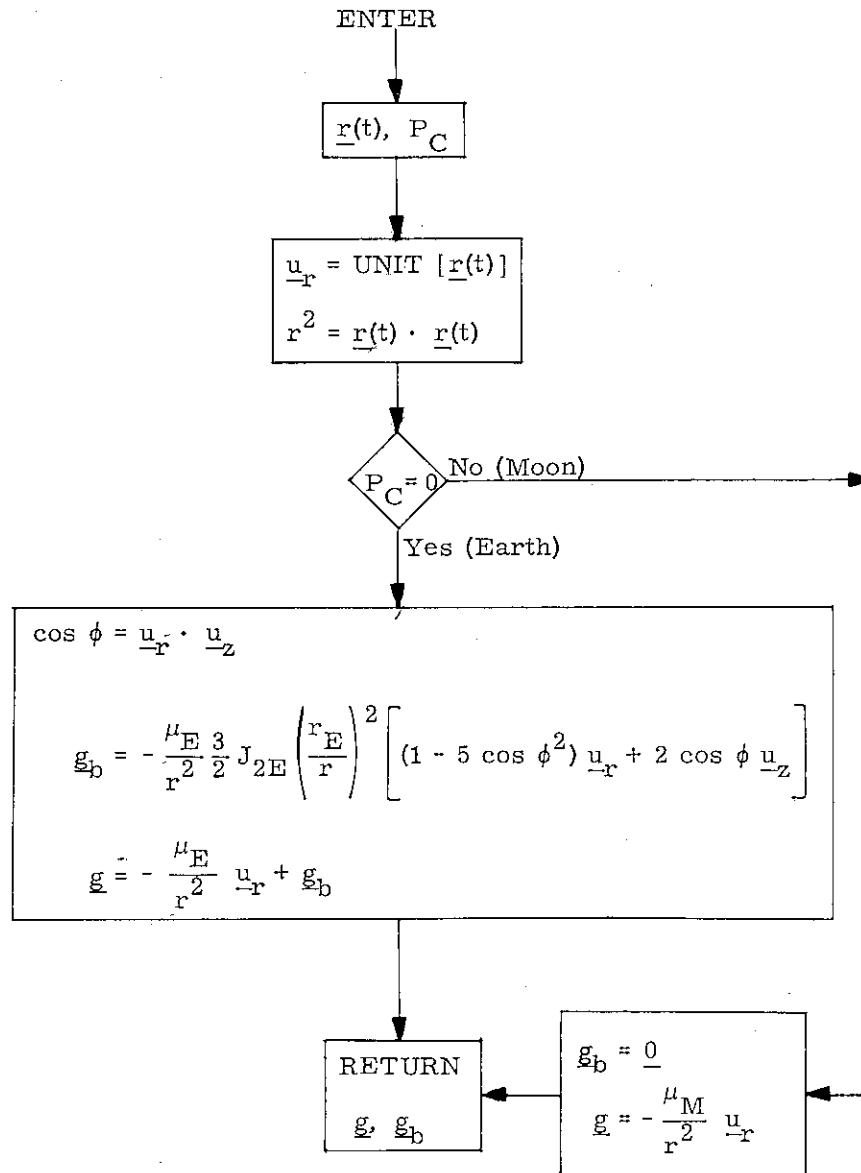 ENTER
r(t), P_C
u_r = UNIT [r(t)]
r^2 = r(t) · r(t)
P_C = 0
No (Moon)
Yes (Earth)
cos φ = u_r · u_z
g_b = - μ_E/r^2 3/2 J_2E (r_E/r)^2 [(1 - 5 cos φ^2) u_r + 2 cos φ u_z]
g = - μ_E/r^2 u_r + g_b
RETURN
g, g_b
g_b = 0
g = - μ_M/r^2 u_r